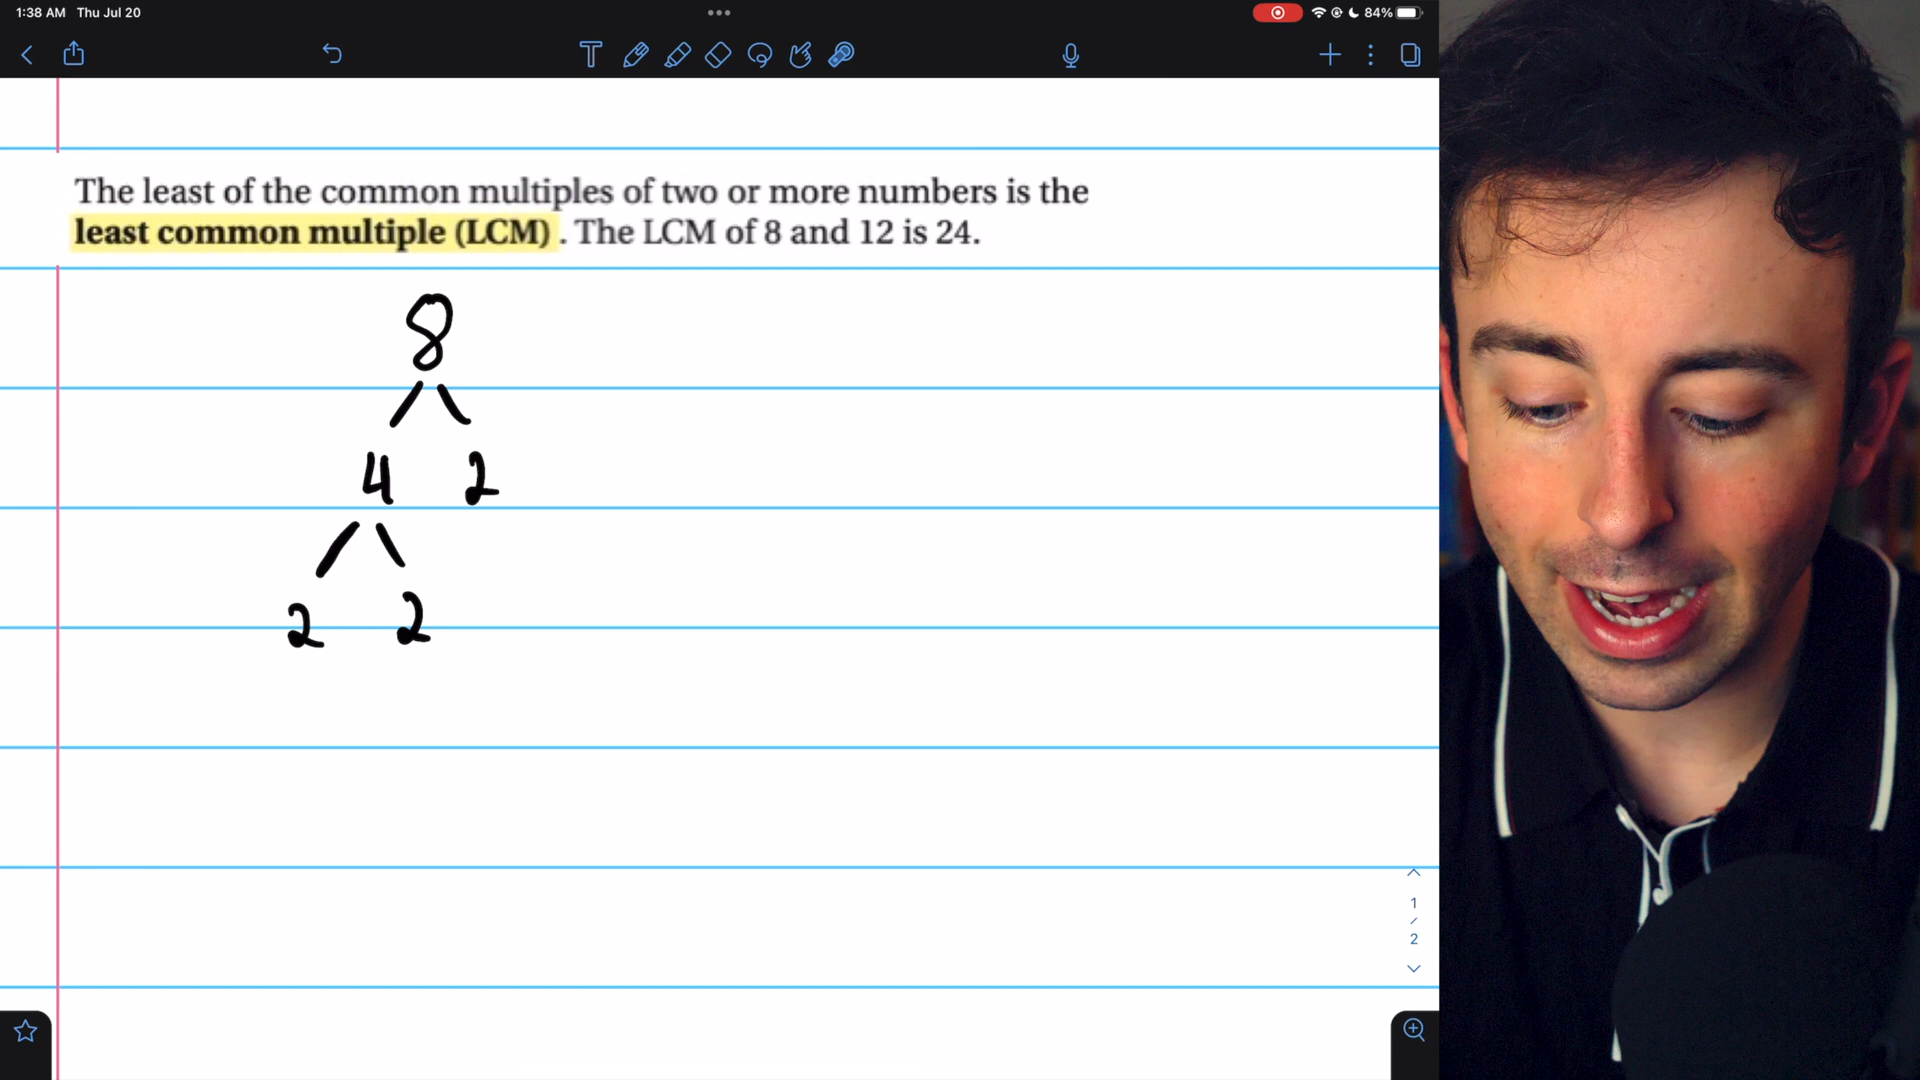 1:38 AM Thu Jul 20
84%
The least of the common multiples of two or more numbers is the
least common multiple (LCM) . The LCM of 8 and 12 is 24.
8
4 2
2 2
1
/
2